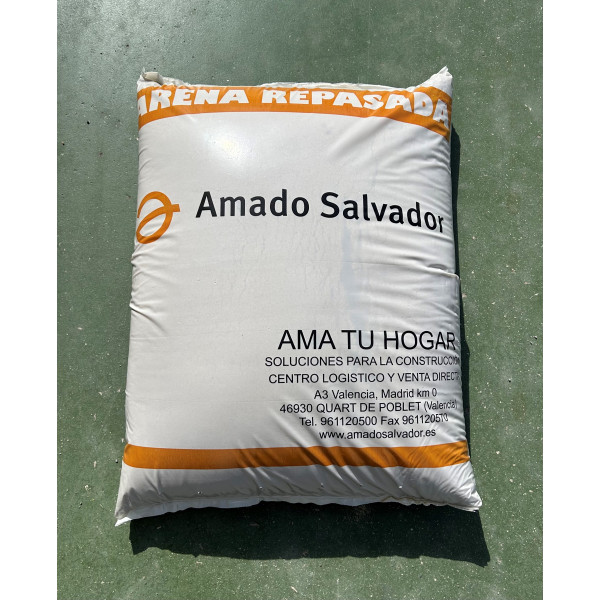 ARENA REPASADA
Amado Salvador
AMA TU HOGAR
SOLUCIONES PARA LA CONSTRUCCION
CENTRO LOGISTICO Y VENTA DIRECTA
A3 Valencia, Madrid km 0
46930 QUART DE POBLET (Valencia)
Tel. 961120500 Fax 961120570
www.amadosalvador.es